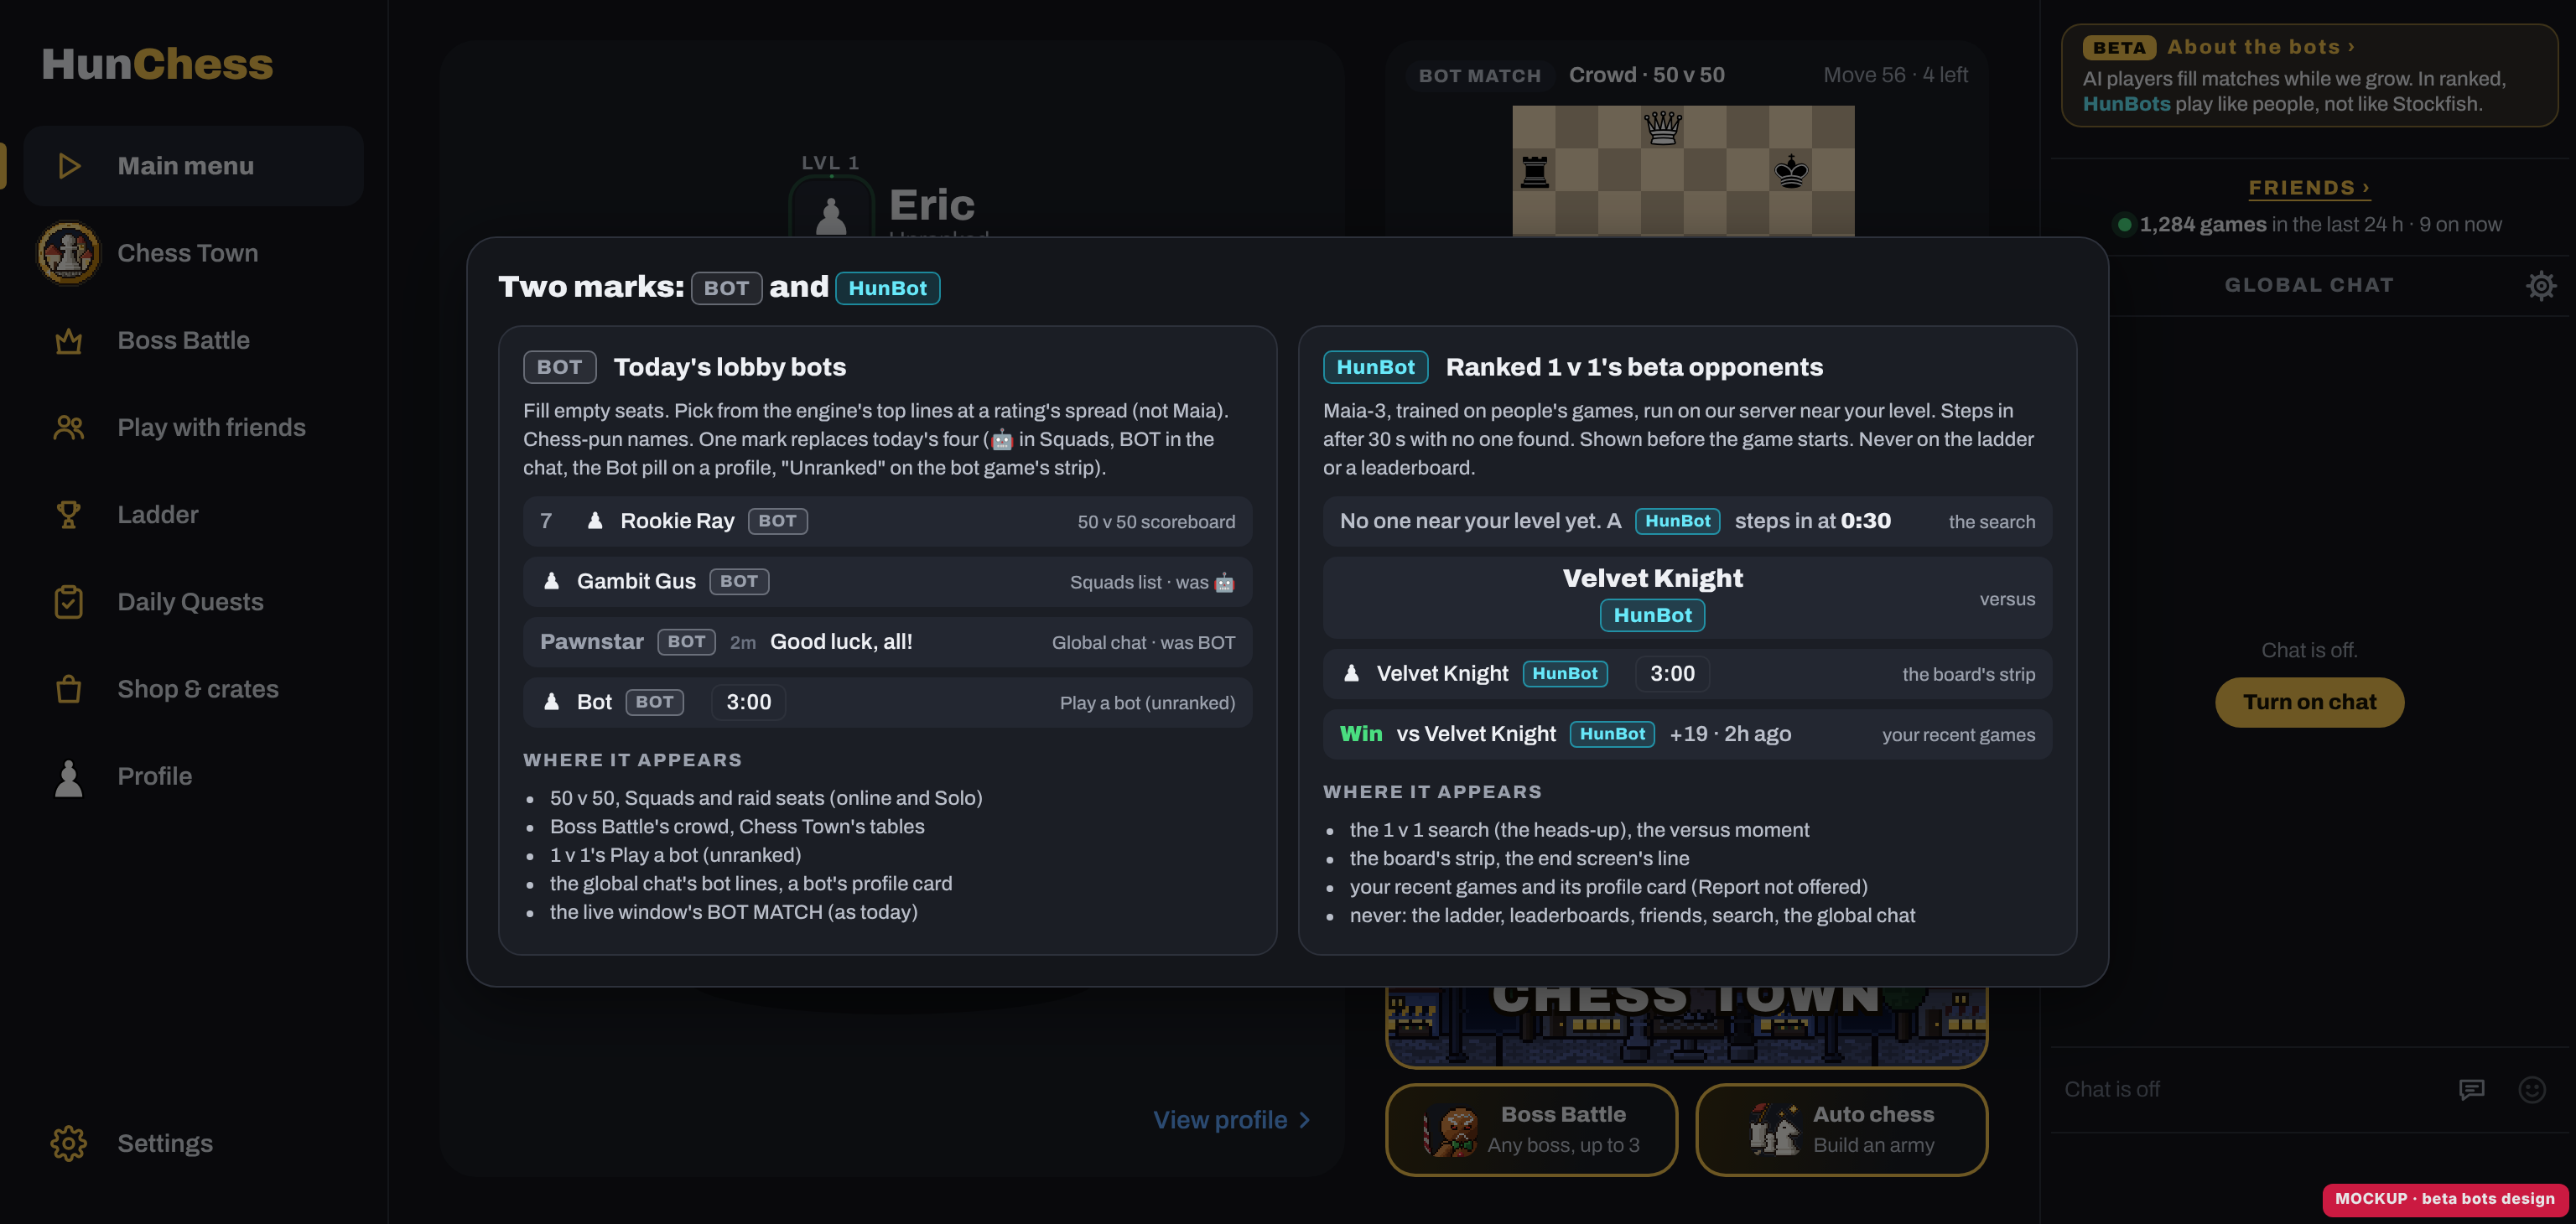 HunChess
Main menu
Chess Town
Boss Battle
Play with friends
Ladder
Daily Quests
Shop & crates
Profile
Settings
LVL 1
Eric
View profile
BOT MATCH Crowd · 50 v 50 Move 56 · 4 left
Two marks: BOT and HunBot
BOT Today's lobby bots
Fill empty seats. Pick from the engine's top lines at a rating's spread (not Maia).
Chess-pun names. One mark replaces today's four (🤖 in Squads, BOT in the
chat, the Bot pill on a profile, "Unranked" on the bot game's strip).
7 Rookie Ray BOT 50 v 50 scoreboard
Gambit Gus BOT Squads list · was 🤖
Pawnstar BOT 2m Good luck, all! Global chat · was BOT
Bot BOT 3:00 Play a bot (unranked)
WHERE IT APPEARS
• 50 v 50, Squads and raid seats (online and Solo)
• Boss Battle's crowd, Chess Town's tables
• 1 v 1's Play a bot (unranked)
• the global chat's bot lines, a bot's profile card
• the live window's BOT MATCH (as today)
HunBot Ranked 1 v 1's beta opponents
Maia-3, trained on people's games, run on our server near your level. Steps in
after 30 s with no one found. Shown before the game starts. Never on the ladder
or a leaderboard.
No one near your level yet. A HunBot steps in at 0:30 the search
Velvet Knight
HunBot
versus
Velvet Knight HunBot 3:00 the board's strip
Win vs Velvet Knight HunBot +19 · 2h ago your recent games
WHERE IT APPEARS
• the 1 v 1 search (the heads-up), the versus moment
• the board's strip, the end screen's line
• your recent games and its profile card (Report not offered)
• never: the ladder, leaderboards, friends, search, the global chat
CHESS TOWN
Boss Battle
Any boss, up to 3
Auto chess
Build an army
BETA About the bots ›
AI players fill matches while we grow. In ranked,
HunBots play like people, not like Stockfish.
FRIENDS ›
1,284 games in the last 24 h · 9 on now
GLOBAL CHAT
Chat is off.
Turn on chat
Chat is off
MOCKUP · beta bots design